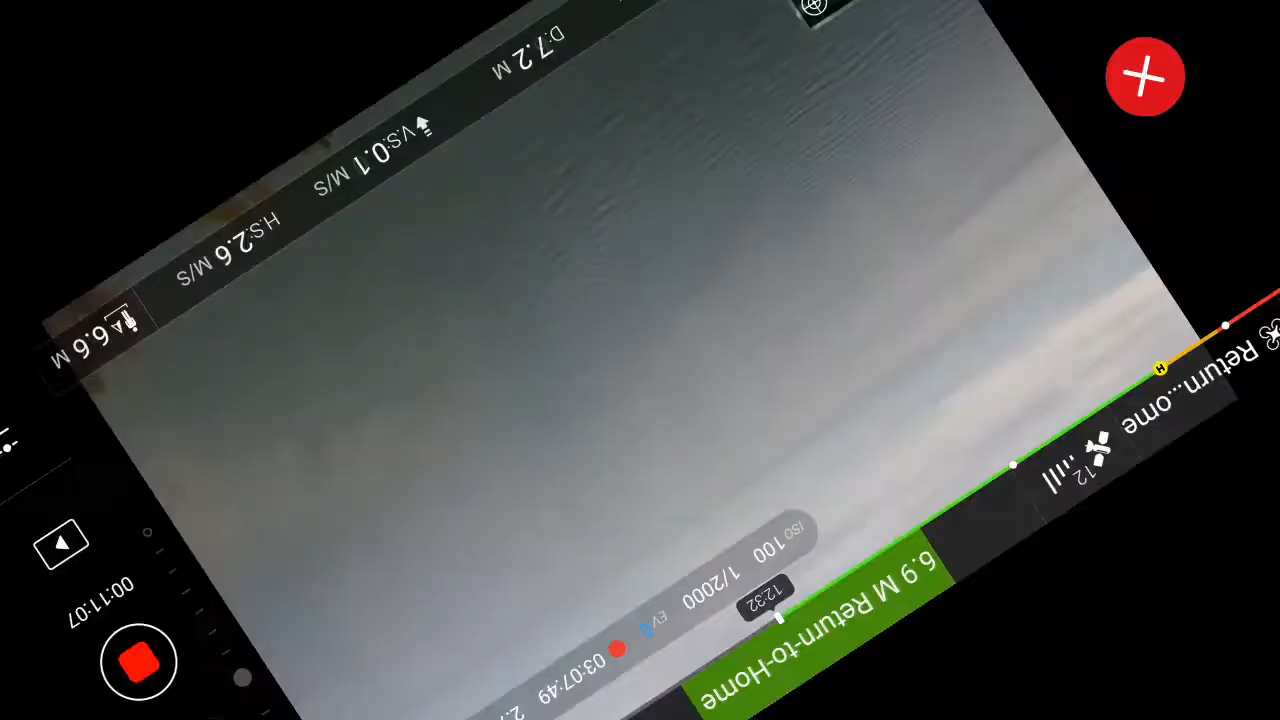 Return...ome
12
6.9 M Return-to-Home
12:32
ISO 100 1/2000 EV 0 03:07:49
H
D:7.2 M
V.S:0.1 M/S
H.S:2.6 M/S
6.6 M
00:11:07